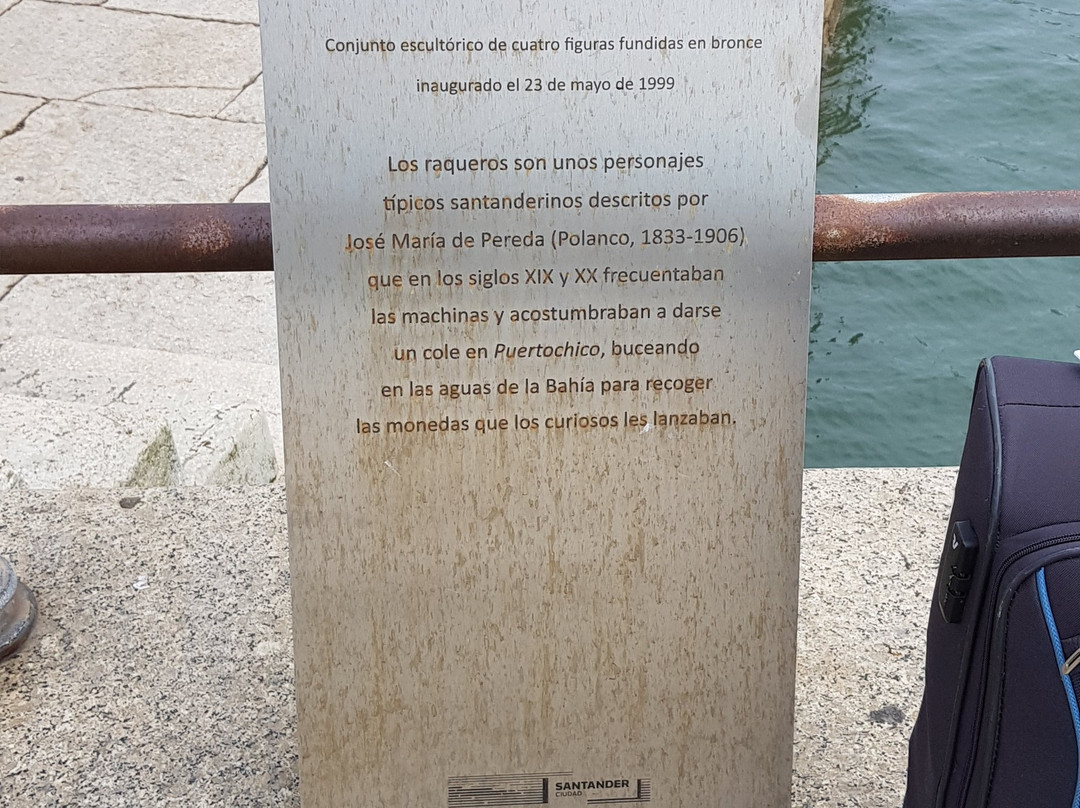 Conjunto escultórico de cuatro figuras fundidas en bronce
inaugurado el 23 de mayo de 1999
Los raqueros son unos personajes
típicos santanderinos descritos por
José María de Pereda (Polanco, 1833-1906)
que en los siglos XIX y XX frecuentaban
las machinas y acostumbraban a darse
un cole en Puertochico, buceando
en las aguas de la Bahía para recoger
las monedas que los curiosos les lanzaban.
SANTANDER
CIUDAD